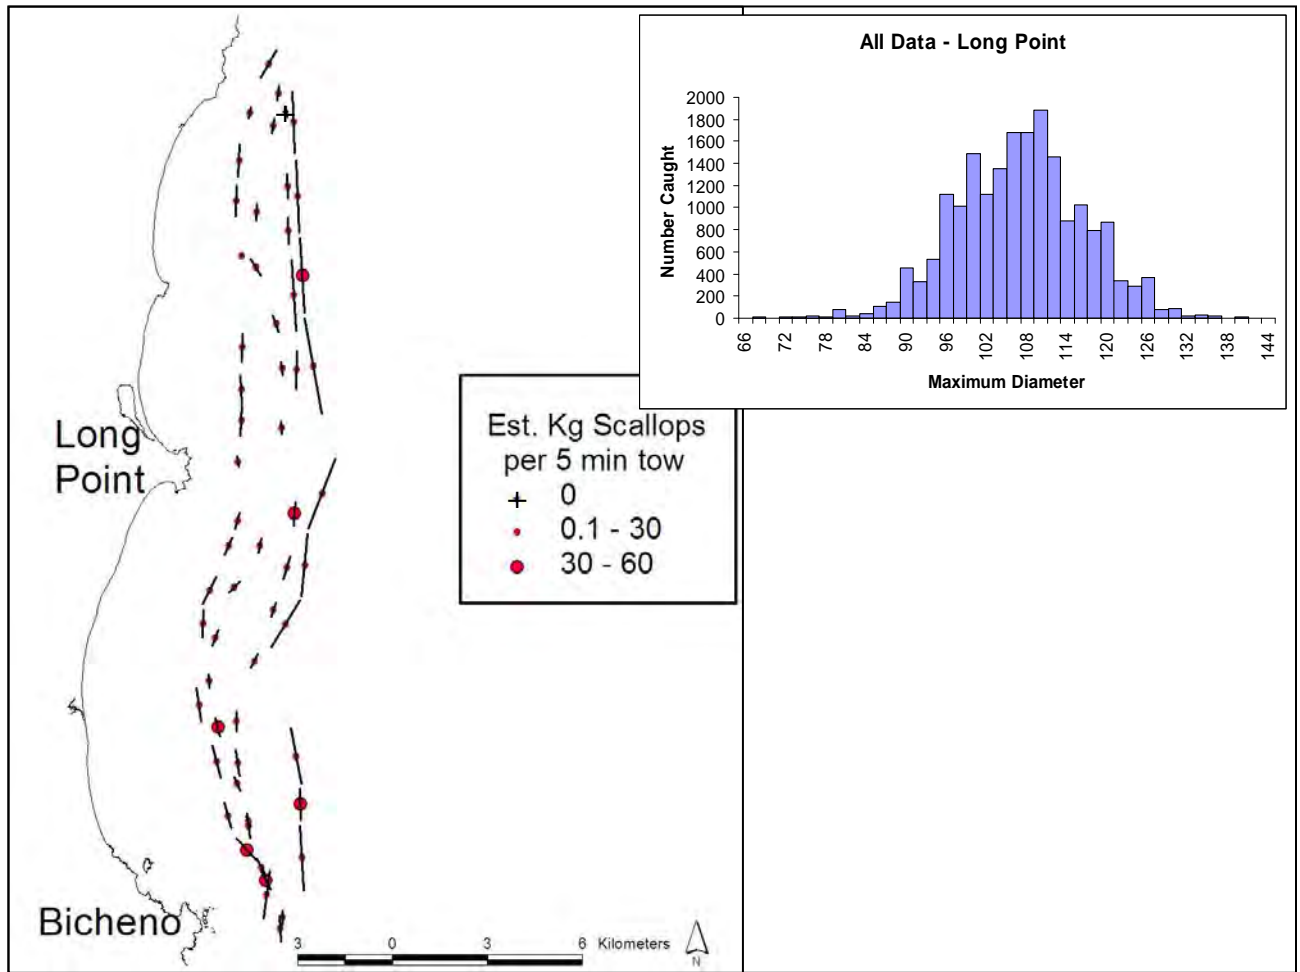 All Data - Long Point
Number Caught
2000
1800
1600
1400
1200
1000
800
600
400
200
0
66 72 78 84 90 96 102 108 114 120 126 132 138 144
Maximum Diameter
Long
Point
Est. Kg Scallops
per 5 min tow
0
0.1 - 30
30 - 60
Bicheno
3 0 3 6 Kilometers
N